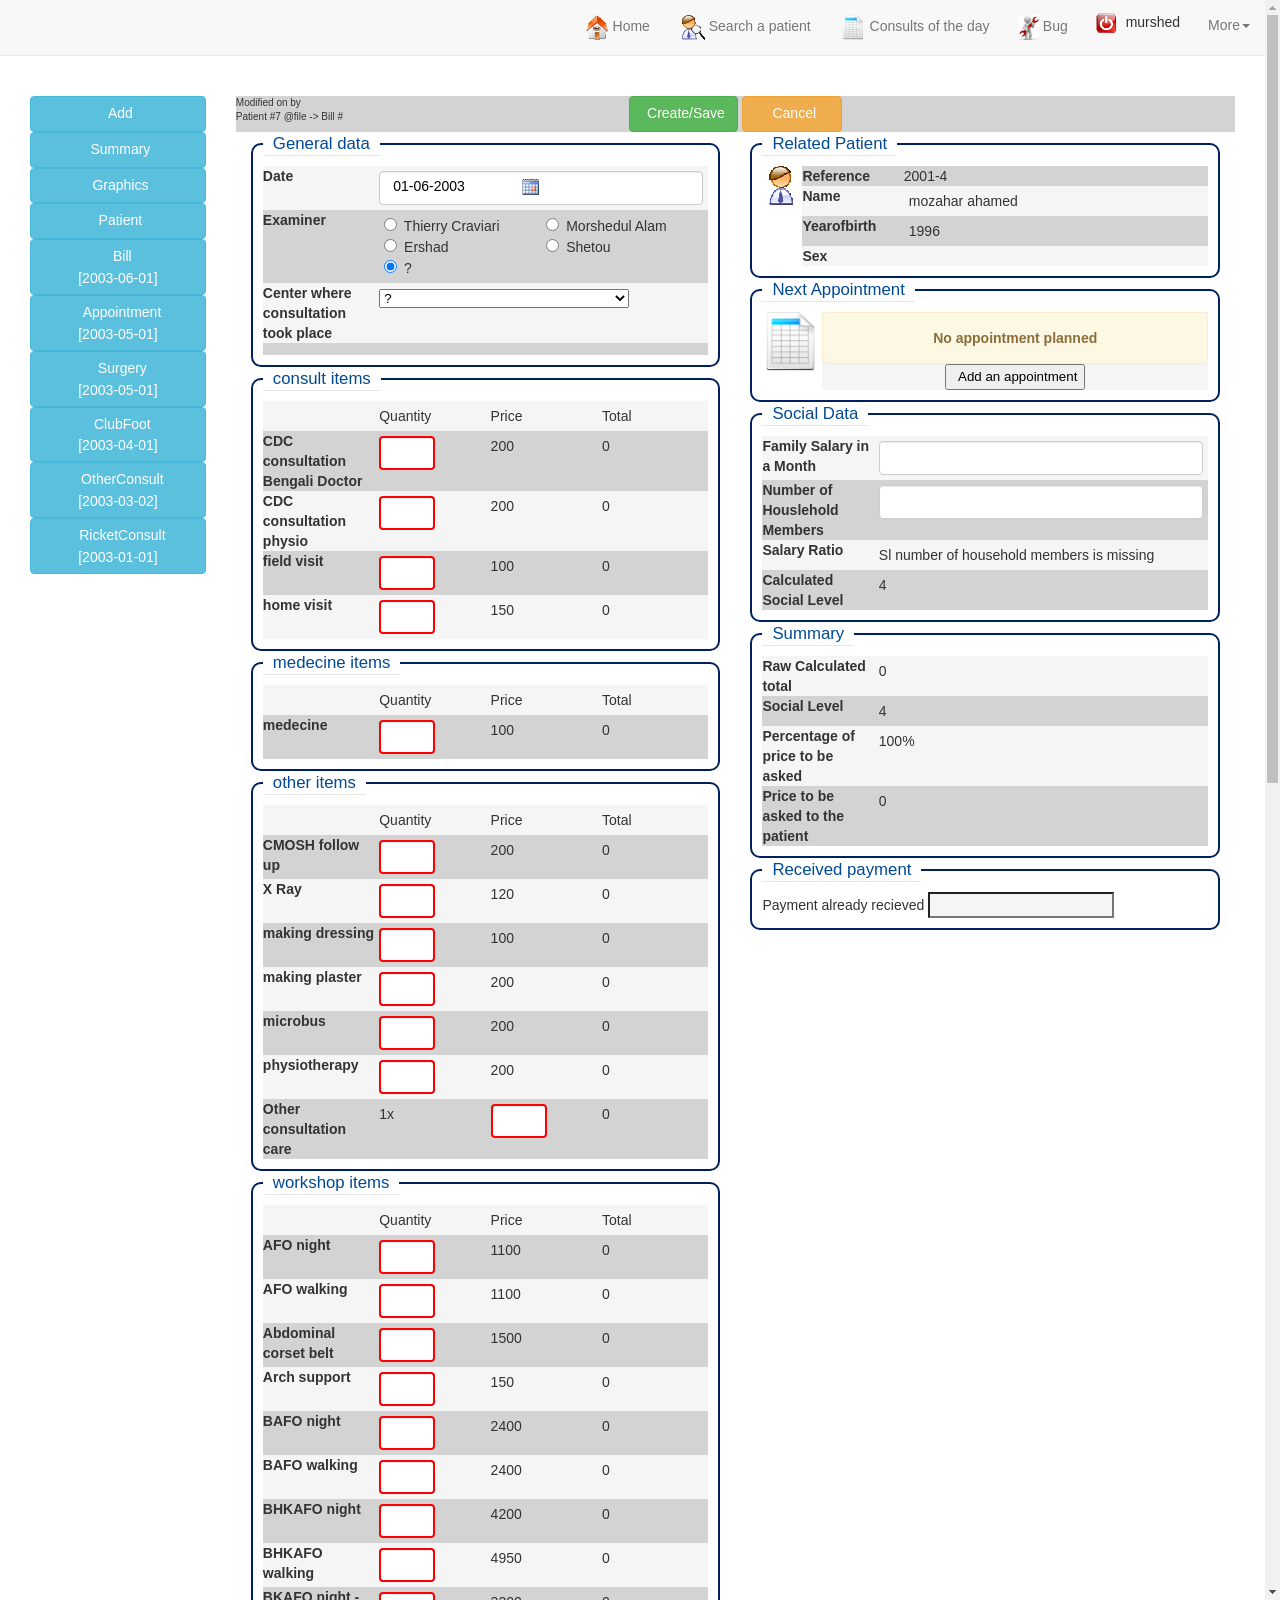 Home Search a patient Consults of the day Bug murshed More
Add
Summary
Graphics
Patient
Bill
[2003-06-01]
Appointment
[2003-05-01]
Surgery
[2003-05-01]
ClubFoot
[2003-04-01]
OtherConsult
[2003-03-02]
RicketConsult
[2003-01-01]
Modified on by
Patient #7 @file -> Bill #
Create/Save Cancel
General data
Date 01-06-2003
Examiner Thierry Craviari Morshedul Alam
Ershad Shetou
?
Center where consultation took place ?
consult items
Quantity Price Total
CDC consultation Bengali Doctor 200 0
CDC consultation physio 200 0
field visit 100 0
home visit 150 0
medecine items
Quantity Price Total
medecine 100 0
other items
Quantity Price Total
CMOSH follow up 200 0
X Ray 120 0
making dressing 100 0
making plaster 200 0
microbus 200 0
physiotherapy 200 0
Other consultation care 1x 0
workshop items
Quantity Price Total
AFO night 1100 0
AFO walking 1100 0
Abdominal corset belt 1500 0
Arch support 150 0
BAFO night 2400 0
BAFO walking 2400 0
BHKAFO night 4200 0
BHKAFO walking 4950 0
BKAFO night -
Related Patient
Reference 2001-4
Name mozahar ahamed
Yearofbirth 1996
Sex
Next Appointment
No appointment planned
Add an appointment
Social Data
Family Salary in a Month
Number of Houslehold Members
Salary Ratio Sl number of household members is missing
Calculated Social Level 4
Summary
Raw Calculated total 0
Social Level 4
Percentage of price to be asked 100%
Price to be asked to the patient 0
Received payment
Payment already recieved